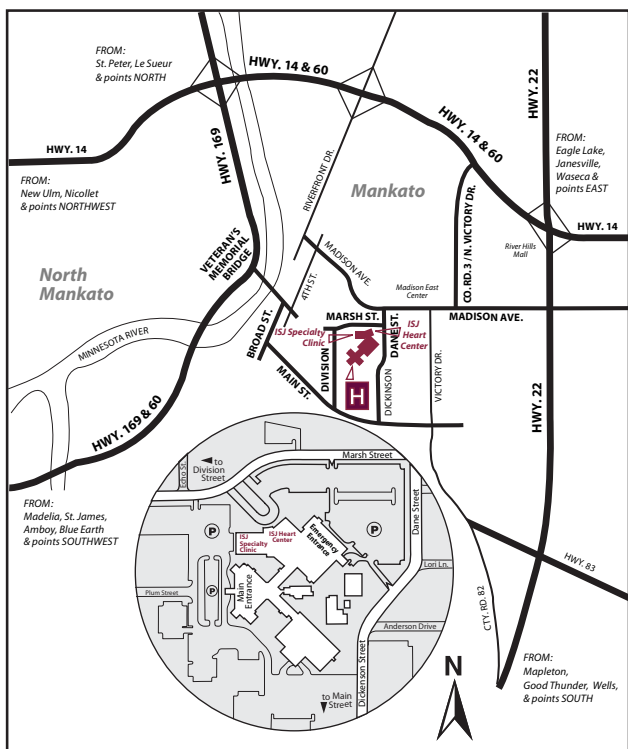 FROM:
St. Peter, Le Sueur
& points NORTH
HWY. 14 & 60
HWY. 169
HWY. 22
HWY. 14 & 60
FROM:
Eagle Lake,
Janesville,
Waseca &
points EAST
HWY. 14
FROM:
New Ulm, Nicollet
& points NORTHWEST
RIVERFRONT DR.
Mankato
CO. RD. 3 / N. VICTORY DR.
HWY. 14
River Hills
Mall
VETERAN'S
MEMORIAL
BRIDGE
North
Mankato
MADISON AVE.
4TH ST.
Madison East
Center
MINNESOTA RIVER
BROAD ST.
MARSH ST.
MADISON AVE.
ISJ Specialty
Clinic
DANE ST.
ISJ
Heart
Center
DIVISION
MAIN ST.
H
DICKINSON
VICTORY DR.
HWY. 22
HWY. 169 & 60
FROM:
Madelia, St. James,
Amboy, Blue Earth
& points SOUTHWEST
Echo St.
to
Division
Street
Marsh Street
Dane Street
P
ISJ
Specialty
Clinic
ISJ Heart
Center
Emergency
Entrance
P
Lori Ln.
Plum Street
P
Main
Entrance
Anderson Drive
Dickenson Street
to Main
Street
HWY. 83
CTY. RD. 82
N
FROM:
Mapleton,
Good Thunder, Wells,
& points SOUTH